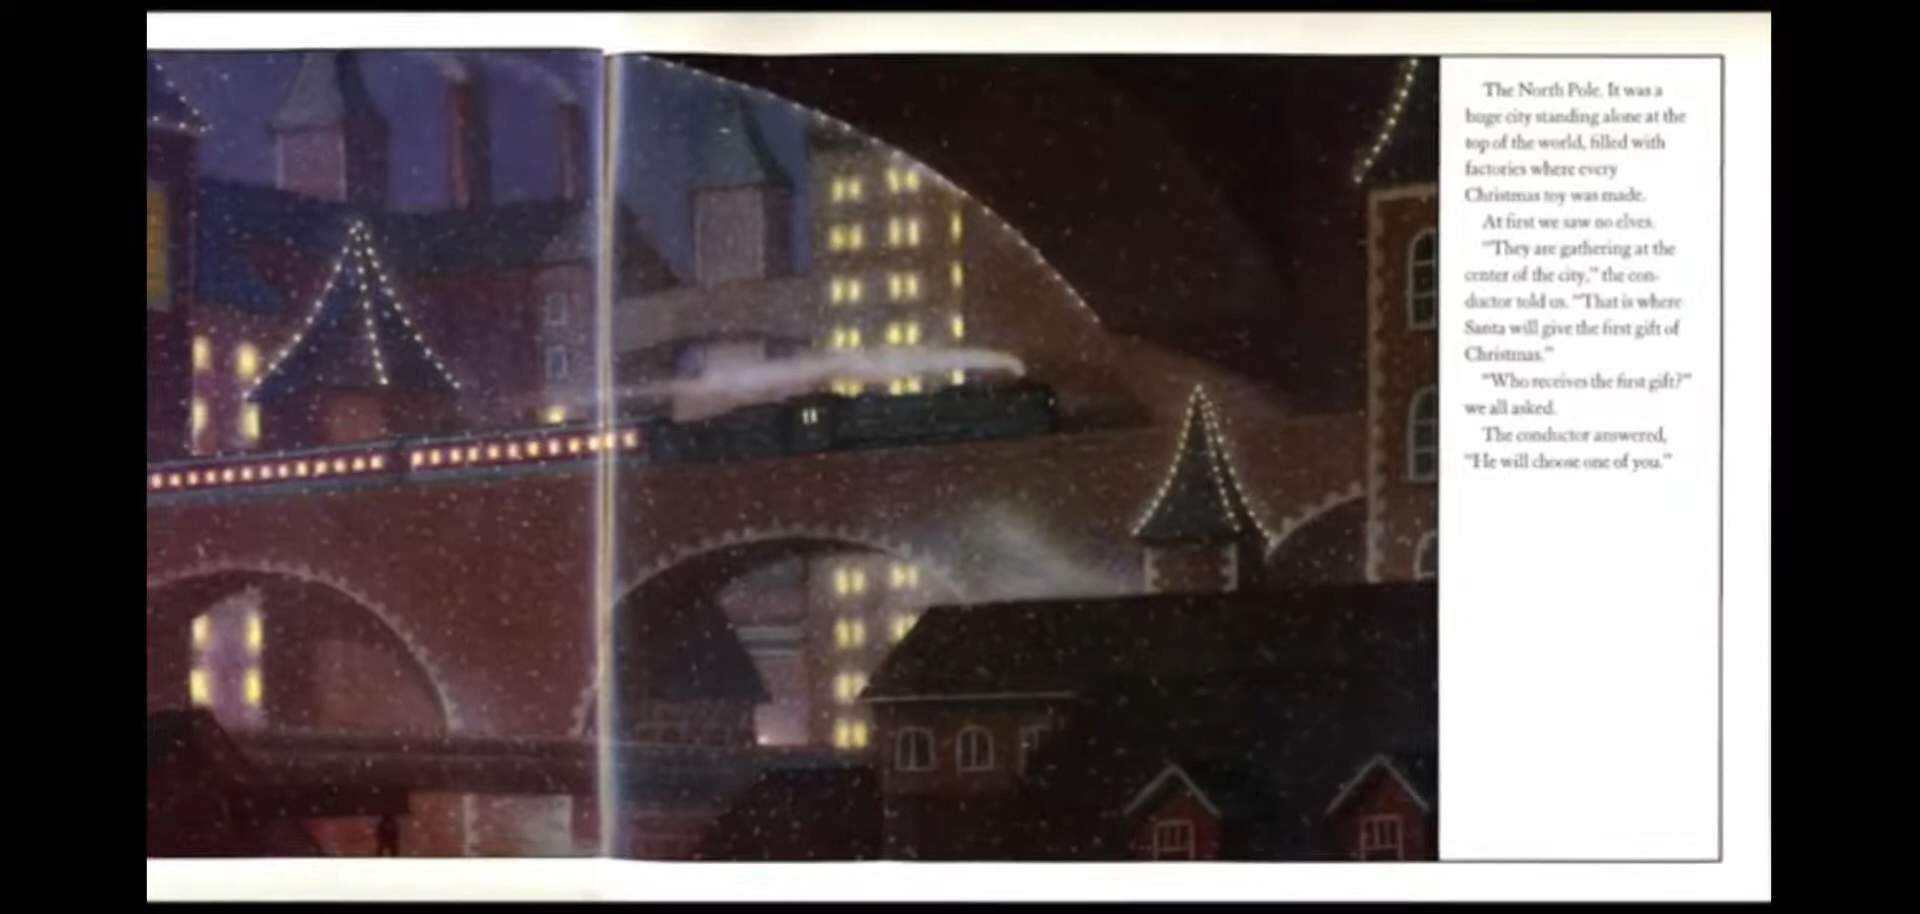 The North Pole. It was a
huge city standing alone at the
top of the world, filled with
factories where every
Christmas toy was made.
At first we saw no elves.
"They are gathering at the
center of the city," the con-
ductor told us. "That is where
Santa will give the first gift of
Christmas."
"Who receives the first gift?"
we all asked.
The conductor answered,
"He will choose one of you."